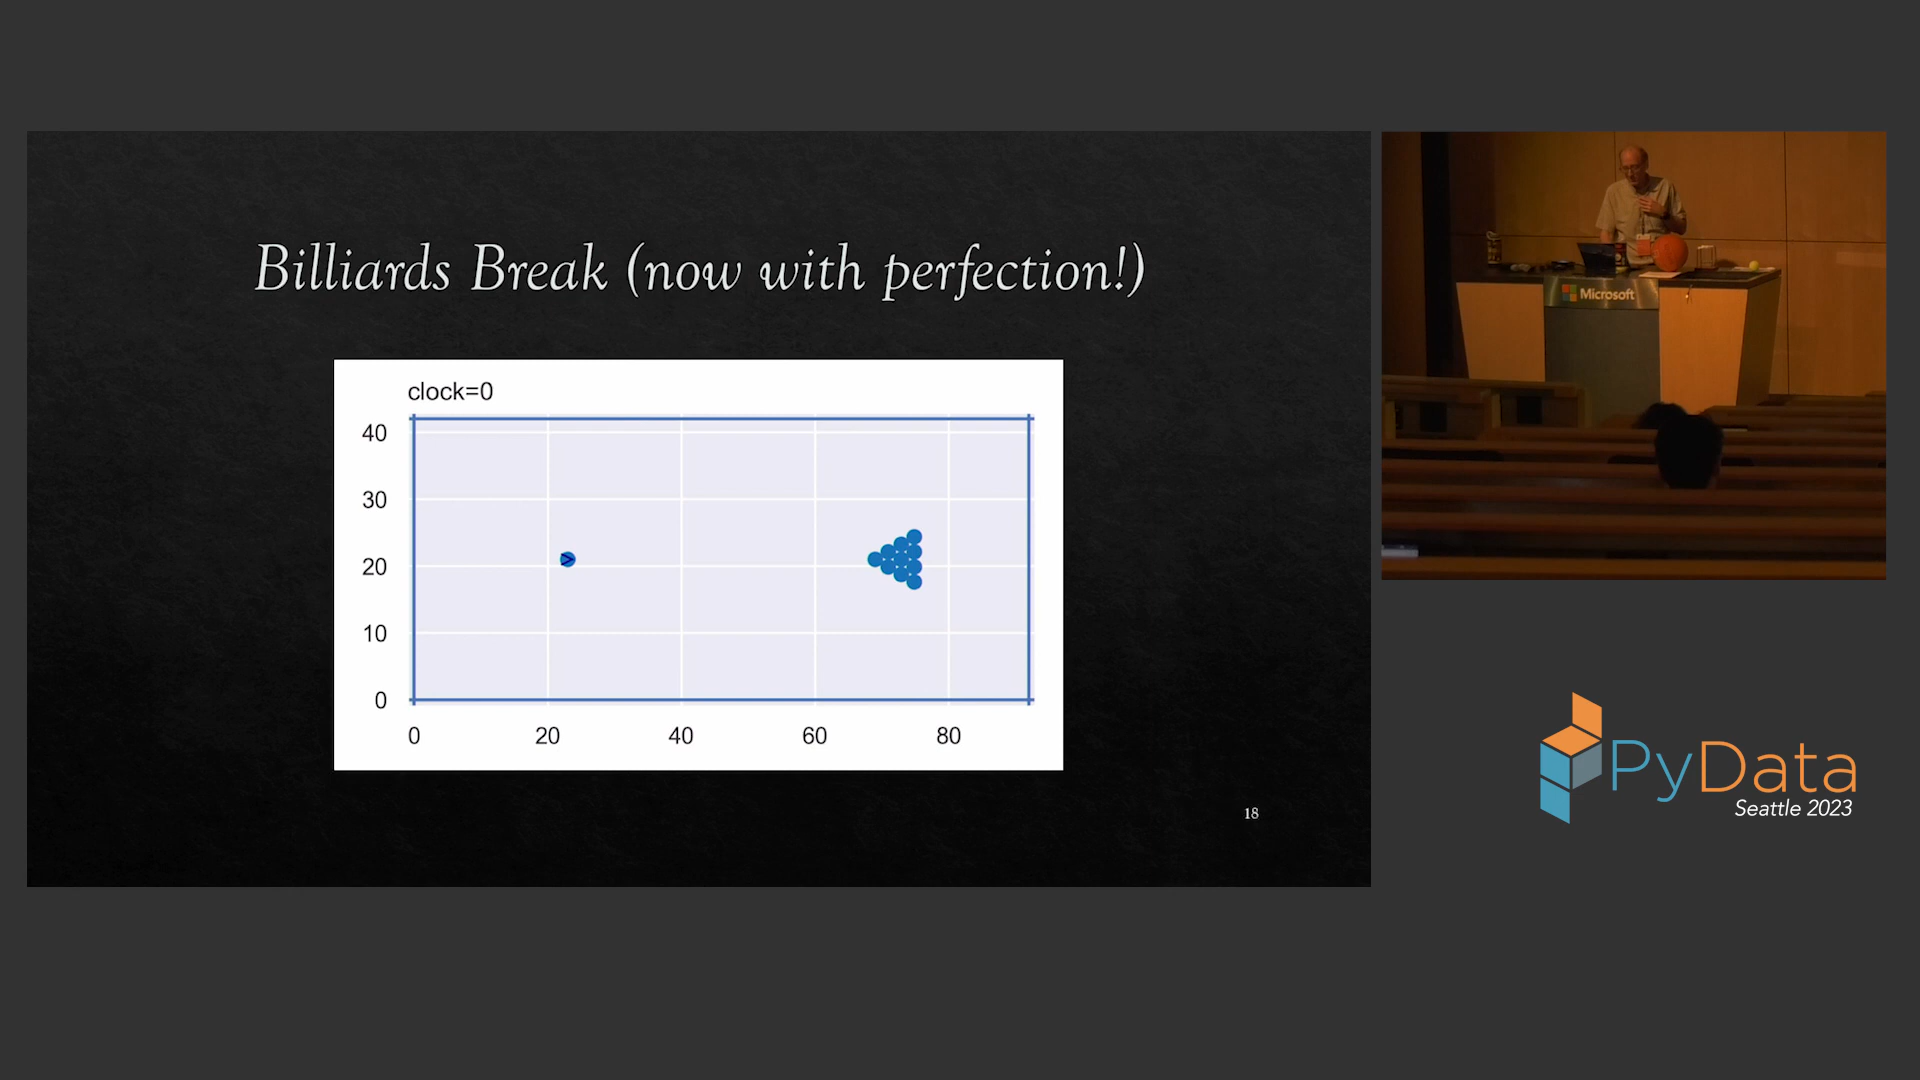 Billiards Break (now with perfection!)
clock=0
40
30
20
10
0
0 20 40 60 80
18
Microsoft
PyData
Seattle 2023